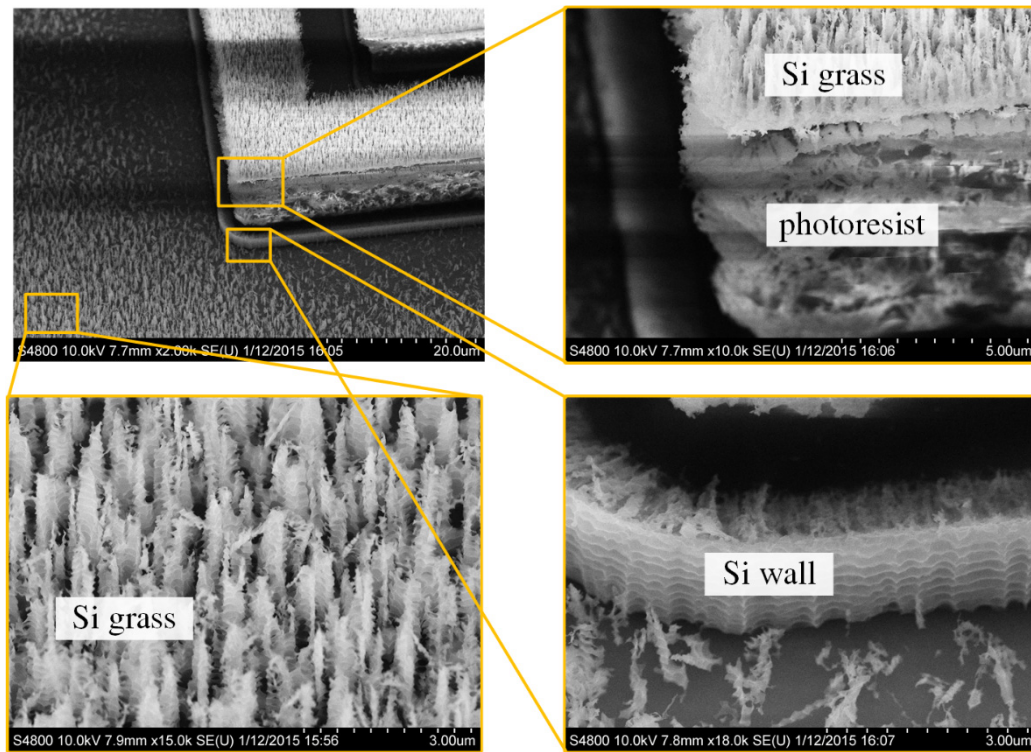 Si grass
photoresist
S4800 10.0kV 7.7mm x2.00k SE(U) 1/12/2015 16:05 20.0um
S4800 10.0kV 7.7mm x10.0k SE(U) 1/12/2015 16:06 5.00um
Si grass
S4800 10.0kV 7.9mm x15.0k SE(U) 1/12/2015 15:56 3.00um
Si wall
S4800 10.0kV 7.8mm x18.0k SE(U) 1/12/2015 16:07 3.00um